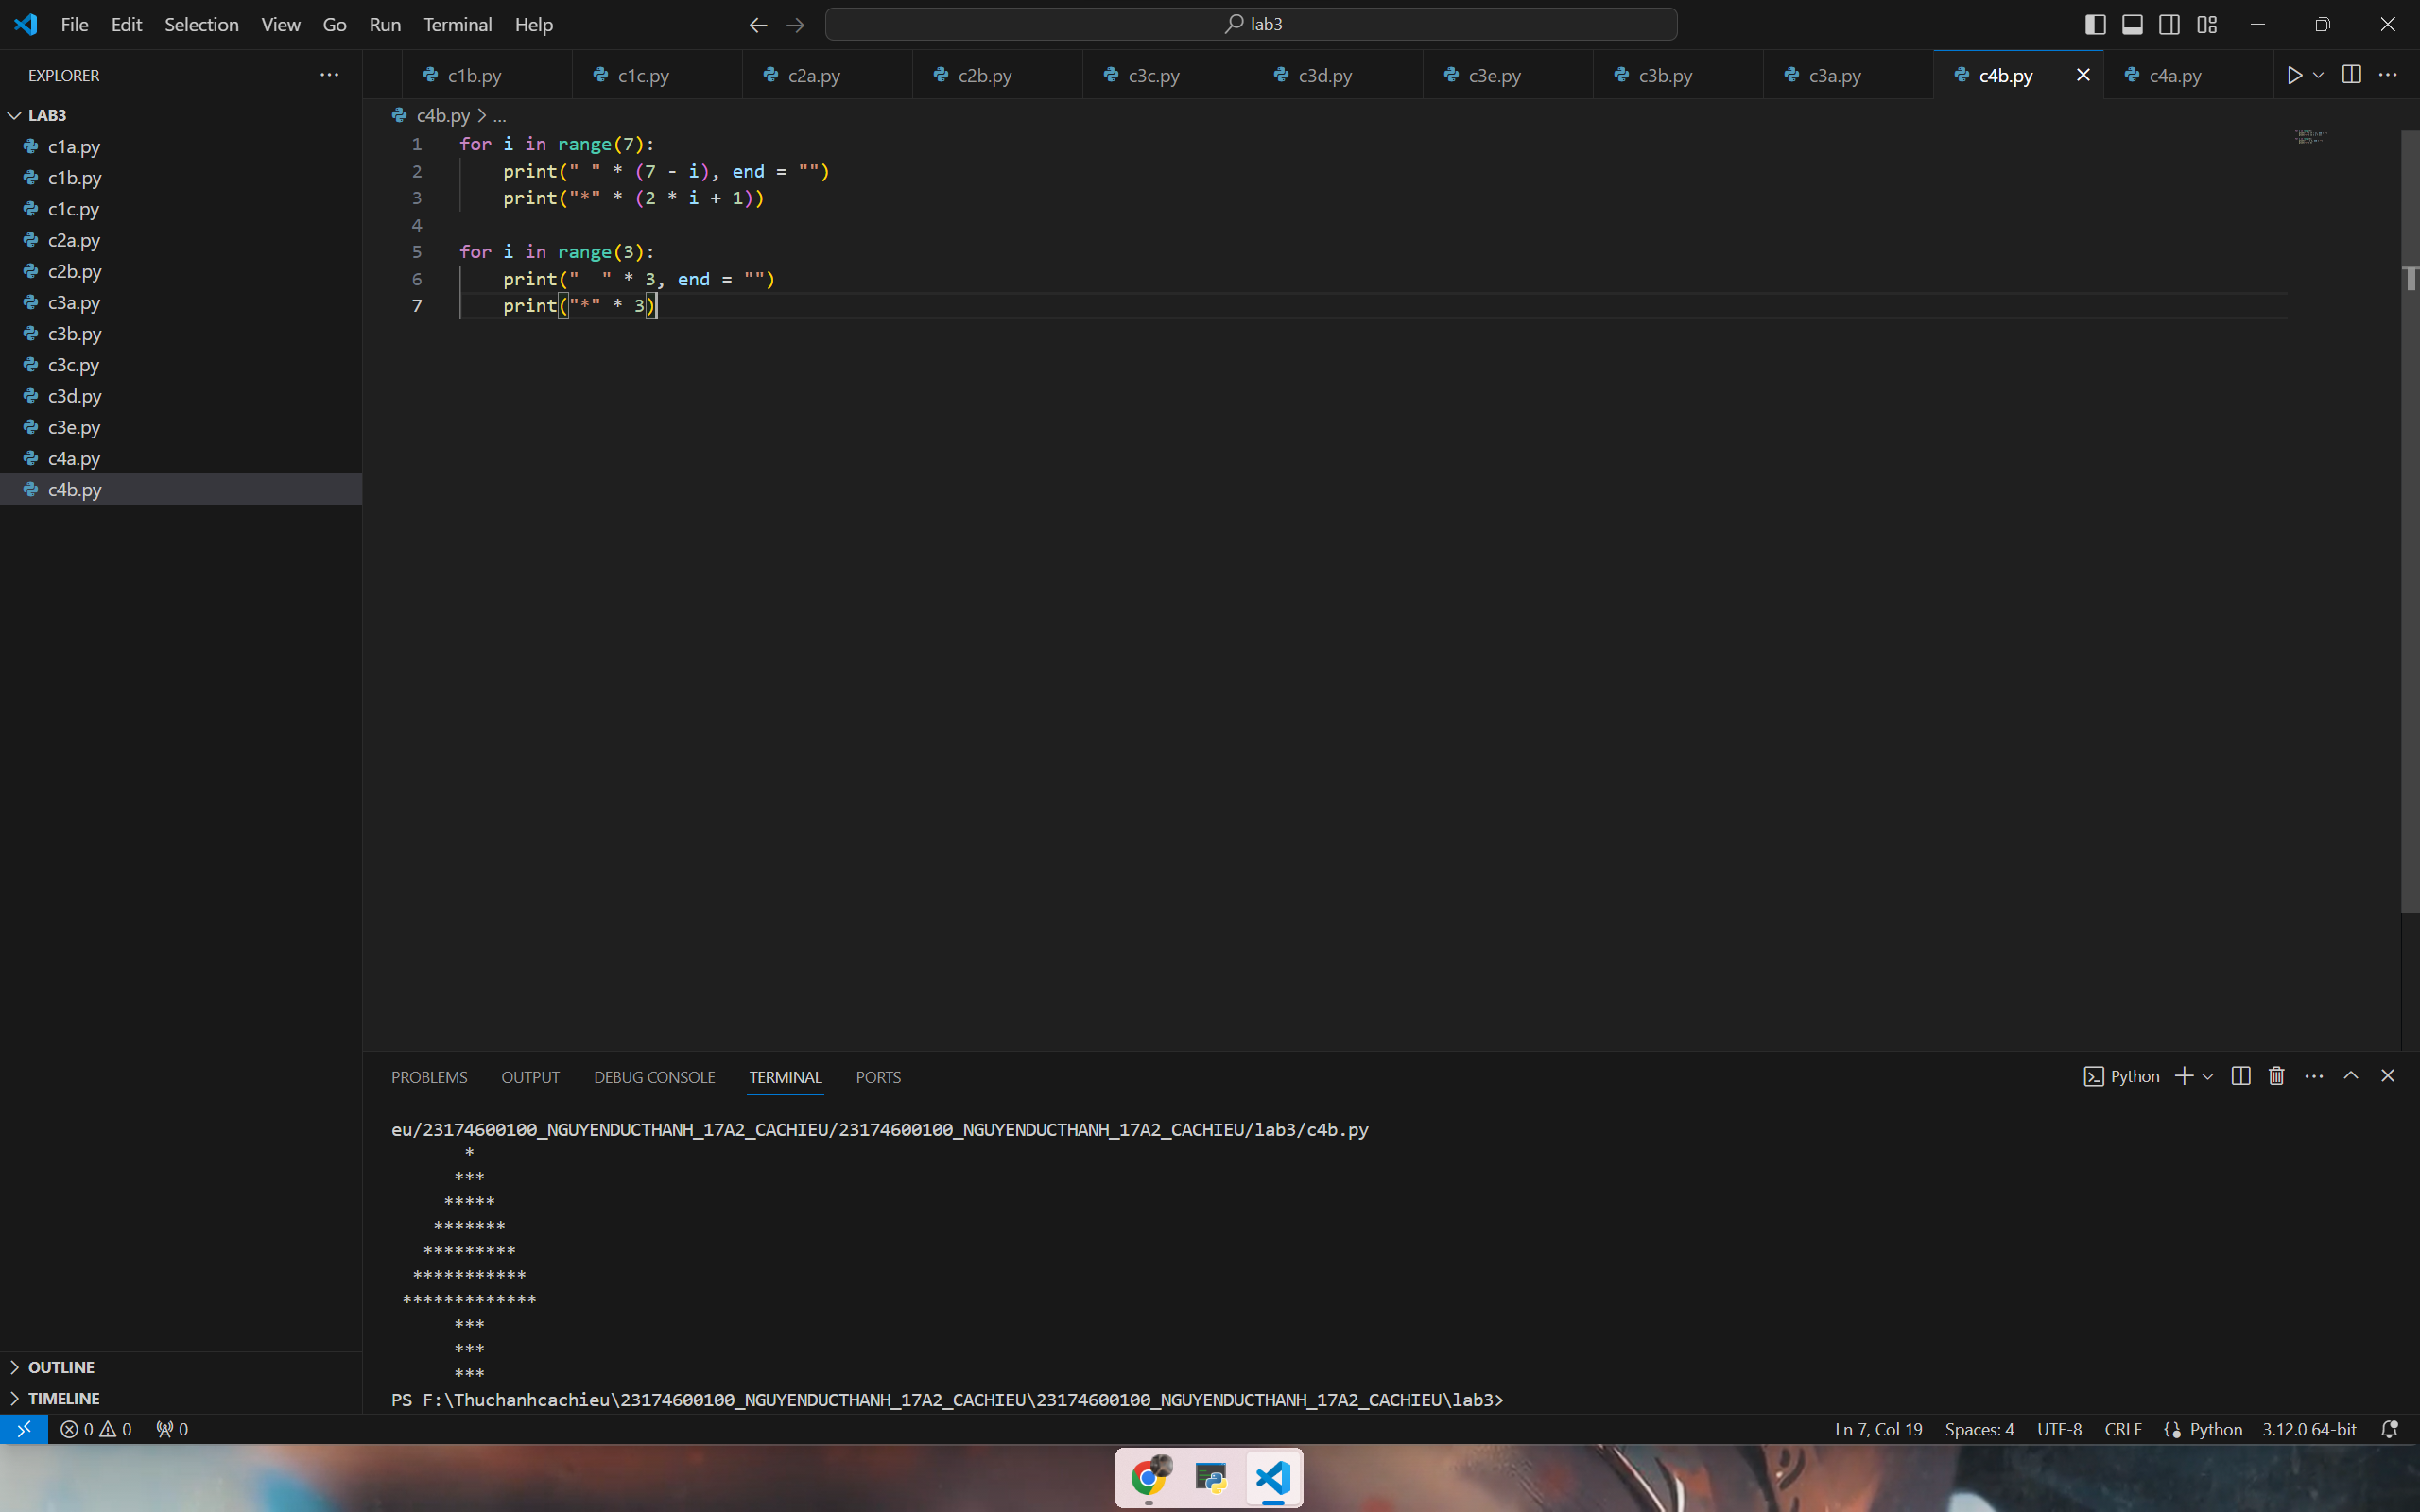 File Edit Selection View Go Run Terminal Help
lab3
EXPLORER
LAB3
c1a.py
c1b.py
c1c.py
c2a.py
c2b.py
c3a.py
c3b.py
c3c.py
c3d.py
c3e.py
c4a.py
c4b.py
OUTLINE
TIMELINE
c1b.py c1c.py c2a.py c2b.py c3c.py c3d.py c3e.py c3b.py c3a.py c4b.py c4a.py
c4b.py > ...
1 for i in range(7):
2     print(" " * (7 - i), end = "")
3     print("*" * (2 * i + 1))
4
5 for i in range(3):
6     print("  " * 3, end = "")
7     print("*" * 3)
PROBLEMS OUTPUT DEBUG CONSOLE TERMINAL PORTS
Python
eu/23174600100_NGUYENDUCTHANH_17A2_CACHIEU/23174600100_NGUYENDUCTHANH_17A2_CACHIEU/lab3/c4b.py
       *
      ***
     *****
    *******
   *********
  ***********
 *************
      ***
      ***
      ***
PS F:\Thuchanhcachieu\23174600100_NGUYENDUCTHANH_17A2_CACHIEU\23174600100_NGUYENDUCTHANH_17A2_CACHIEU\lab3>
0 0 0
Ln 7, Col 19 Spaces: 4 UTF-8 CRLF Python 3.12.0 64-bit